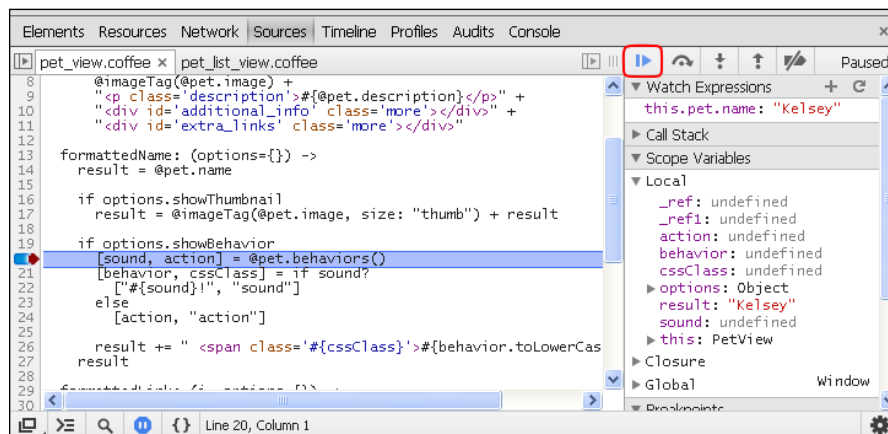 Elements Resources Network Sources Timeline Profiles Audits Console ×
pet_view.coffee × pet_list_view.coffee
Paused
8 @imageTag(@pet.image) +
9 "<p class='description'>#{@pet.description}</p>" +
10 "<div id='additional_info' class='more'></div>" +
11 "<div id='extra_links' class='more'></div>"
12
13 formattedName: (options={}) ->
14 result = @pet.name
15
16 if options.showThumbnail
17 result = @imageTag(@pet.image, size: "thumb") + result
18
19 if options.showBehavior
[sound, action] = @pet.behaviors()
21 [behavior, cssClass] = if sound?
22 ["#{sound}!", "sound"]
23 else
24 [action, "action"]
25
26 result += " <span class='#{cssClass}'>#{behavior.toLowerCas
27 result
28
29
30
Watch Expressions + C
this.pet.name: "Kelsey"
Call Stack
Scope Variables
Local
_ref: undefined
_ref1: undefined
action: undefined
behavior: undefined
cssClass: undefined
options: Object
result: "Kelsey"
sound: undefined
this: PetView
Closure
Global Window
{} Line 20, Column 1